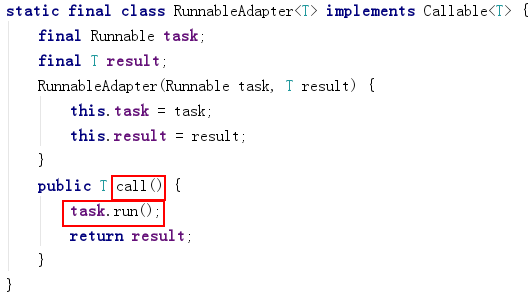 static final class RunnableAdapter<T> implements Callable<T> {
    final Runnable task;
    final T result;
    RunnableAdapter(Runnable task, T result) {
        this.task = task;
        this.result = result;
    }
    public T call() {
        task.run();
        return result;
    }
}